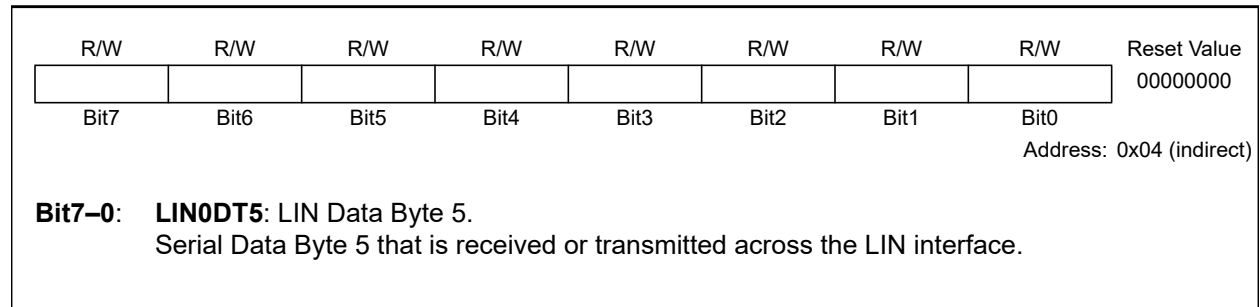 R/W R/W R/W R/W R/W R/W R/W R/W Reset Value
00000000
Bit7 Bit6 Bit5 Bit4 Bit3 Bit2 Bit1 Bit0
Address: 0x04 (indirect)
Bit7–0: LIN0DT5: LIN Data Byte 5.
Serial Data Byte 5 that is received or transmitted across the LIN interface.